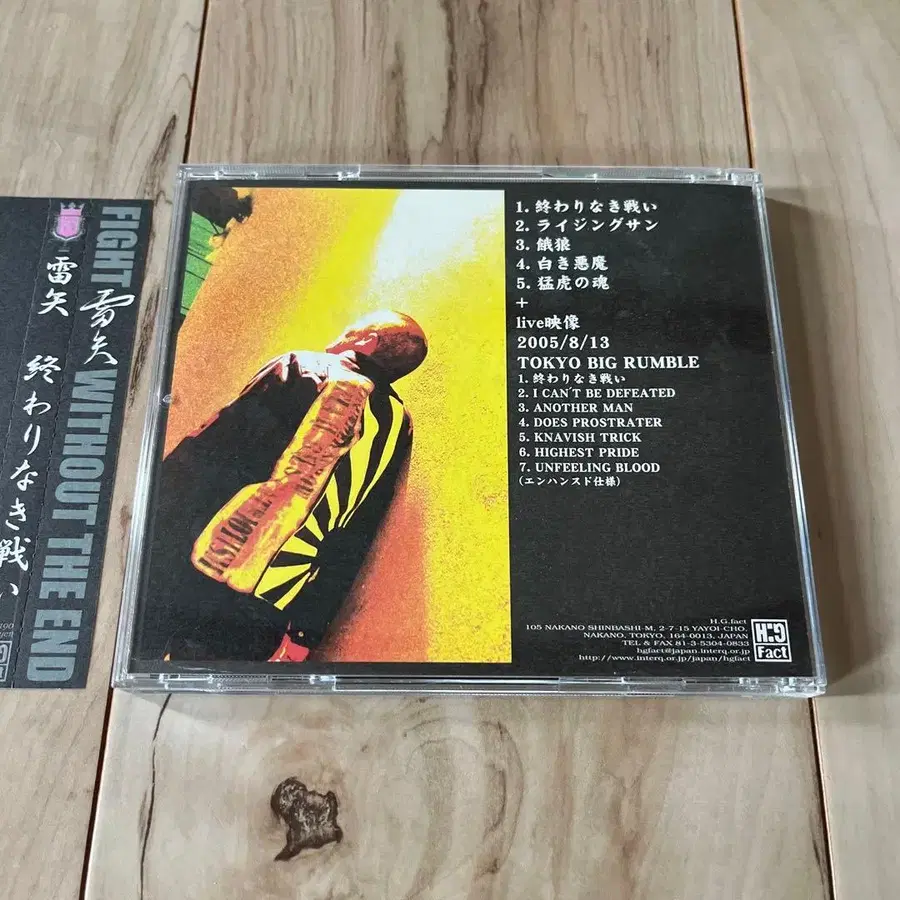 FIGHT 雷矢 WITHOUT THE END
雷矢 終わりなき戦い
1. 終わりなき戦い
2. ライジングサン
3. 餓狼
4. 白き悪魔
5. 猛虎の魂
+
live映像
2005/8/13
TOKYO BIG RUMBLE
1. 終わりなき戦い
2. I CAN'T BE DEFEATED
3. ANOTHER MAN
4. DOES PROSTRATER
5. KNAVISH TRICK
6. HIGHEST PRIDE
7. UNFEELING BLOOD
(エンハンスド仕様)
H.G.fact
105 NAKANO SHINBASHI-M, 2-7-15 YAYOI-CHO,
NAKANO, TOKYO, 164-0013, JAPAN
TEL & FAX 81-3-5304-0833
hgfact@japan.interq.or.jp
http://www.interq.or.jp/japan/hgfact
H:G
Fact